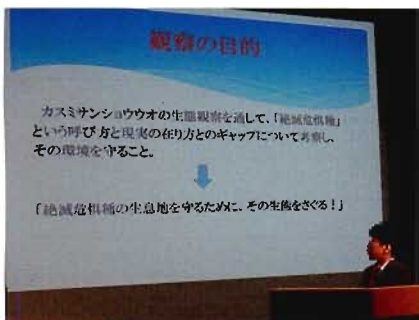 観察の目的
カスミサンショウウオの生態観察を通して、「絶滅危惧種」
という呼び方と現実の在り方とのギャップについて考察し、
その環境を守ること。
「絶滅危惧種の生息地を守るために、その生態をさぐる！」